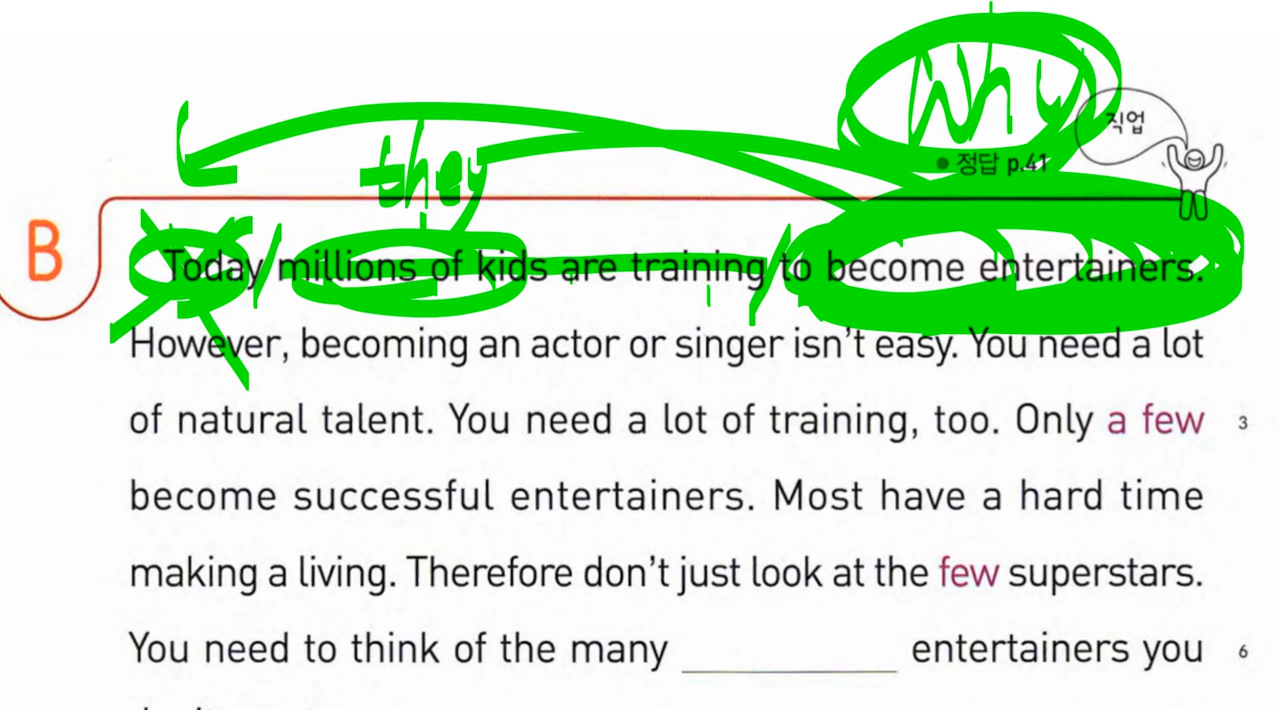 Why
직업
they
정답 p.41
B
Today millions of kids are training to become entertainers.
However, becoming an actor or singer isn't easy. You need a lot
of natural talent. You need a lot of training, too. Only a few 3
become successful entertainers. Most have a hard time
making a living. Therefore don't just look at the few superstars.
You need to think of the many __________ entertainers you 6